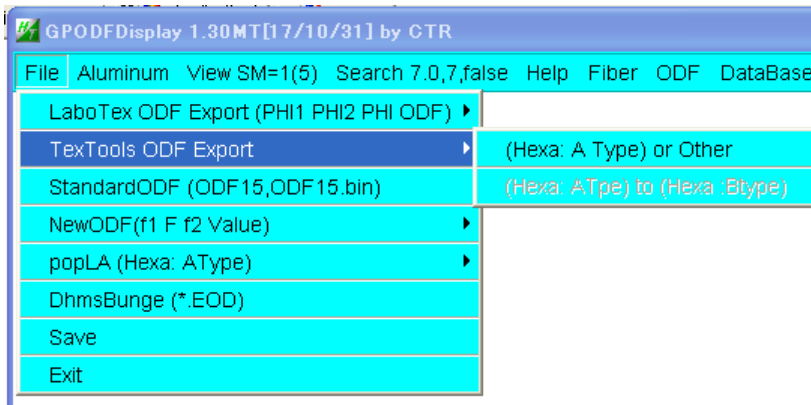 GPODFDisplay 1.30MT[17/10/31] by CTR
File Aluminum View SM=1(5) Search 7.0,7,false Help Fiber ODF DataBase
LaboTex ODF Export (PHI1 PHI2 PHI ODF)
TexTools ODF Export
(Hexa: A Type) or Other
StandardODF (ODF15,ODF15.bin)
(Hexa: ATpe) to (Hexa :Btype)
NewODF(f1 F f2 Value)
popLA (Hexa: AType)
DhmsBunge (*.EOD)
Save
Exit